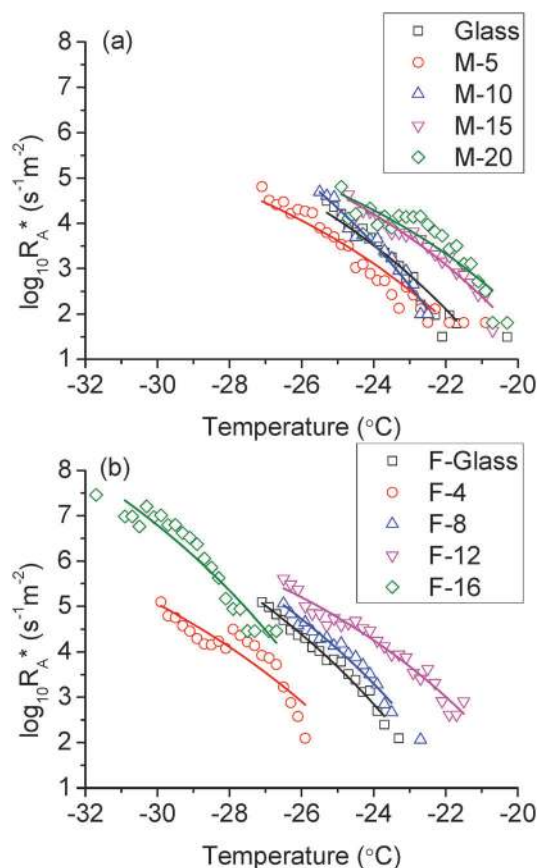 (a)
Glass
M-5
M-10
M-15
M-20
log10RA* (s-1m-2)
8
7
6
5
4
3
2
1
-32 -30 -28 -26 -24 -22 -20
Temperature (°C)
(b)
F-Glass
F-4
F-8
F-12
F-16
log10RA* (s-1m-2)
8
7
6
5
4
3
2
1
-32 -30 -28 -26 -24 -22 -20
Temperature (°C)